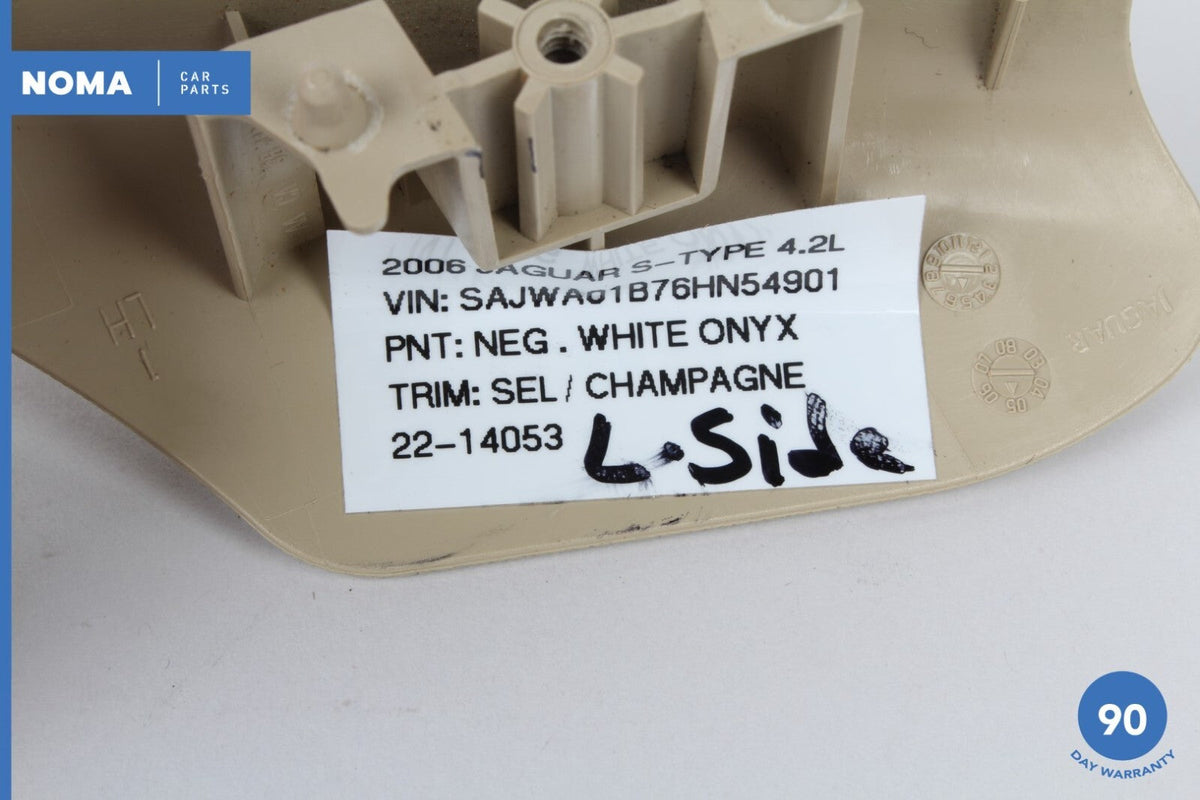 NOMA CAR PARTS
2006 JAGUAR S-TYPE 4.2L
VIN: SAJWA01B76HN54901
PNT: NEG . WHITE ONYX
TRIM: SEL / CHAMPAGNE
22-14053 L-Side
LH
1
JAGUAR
90
DAY WARRANTY